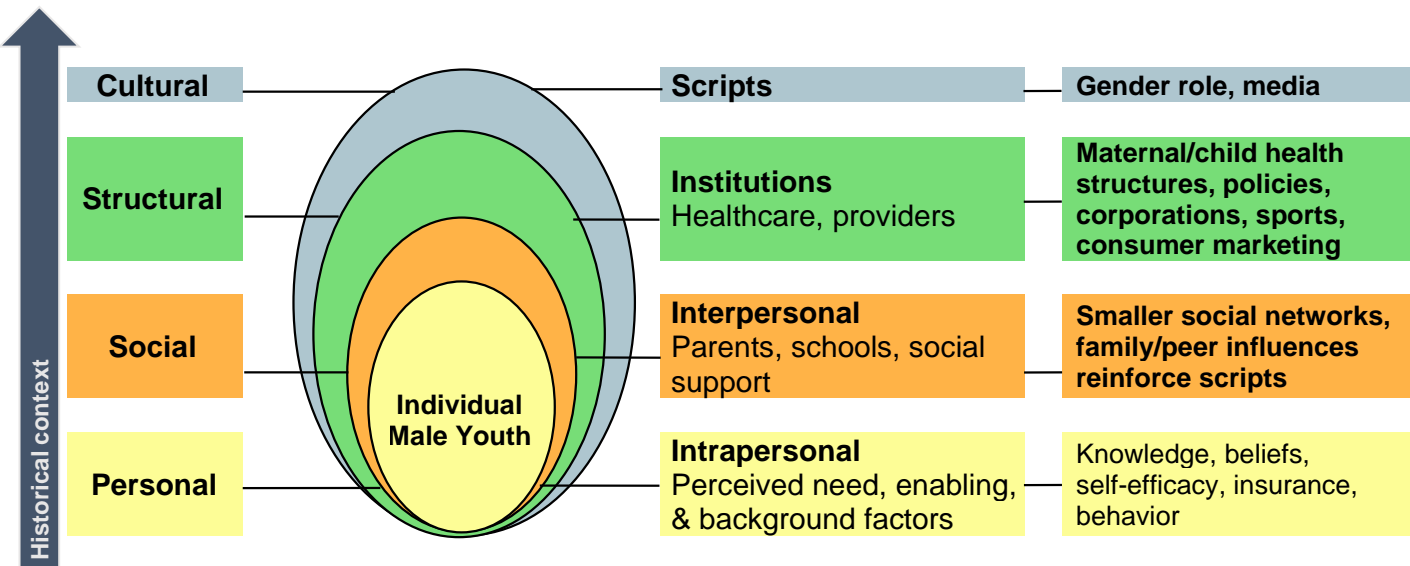 Historical context
Cultural
Scripts
Gender role, media
Structural
Institutions
Healthcare, providers
Maternal/child health
structures, policies,
corporations, sports,
consumer marketing
Social
Interpersonal
Parents, schools, social
support
Smaller social networks,
family/peer influences
reinforce scripts
Individual
Male Youth
Personal
Intrapersonal
Perceived need, enabling,
& background factors
Knowledge, beliefs,
self-efficacy, insurance,
behavior